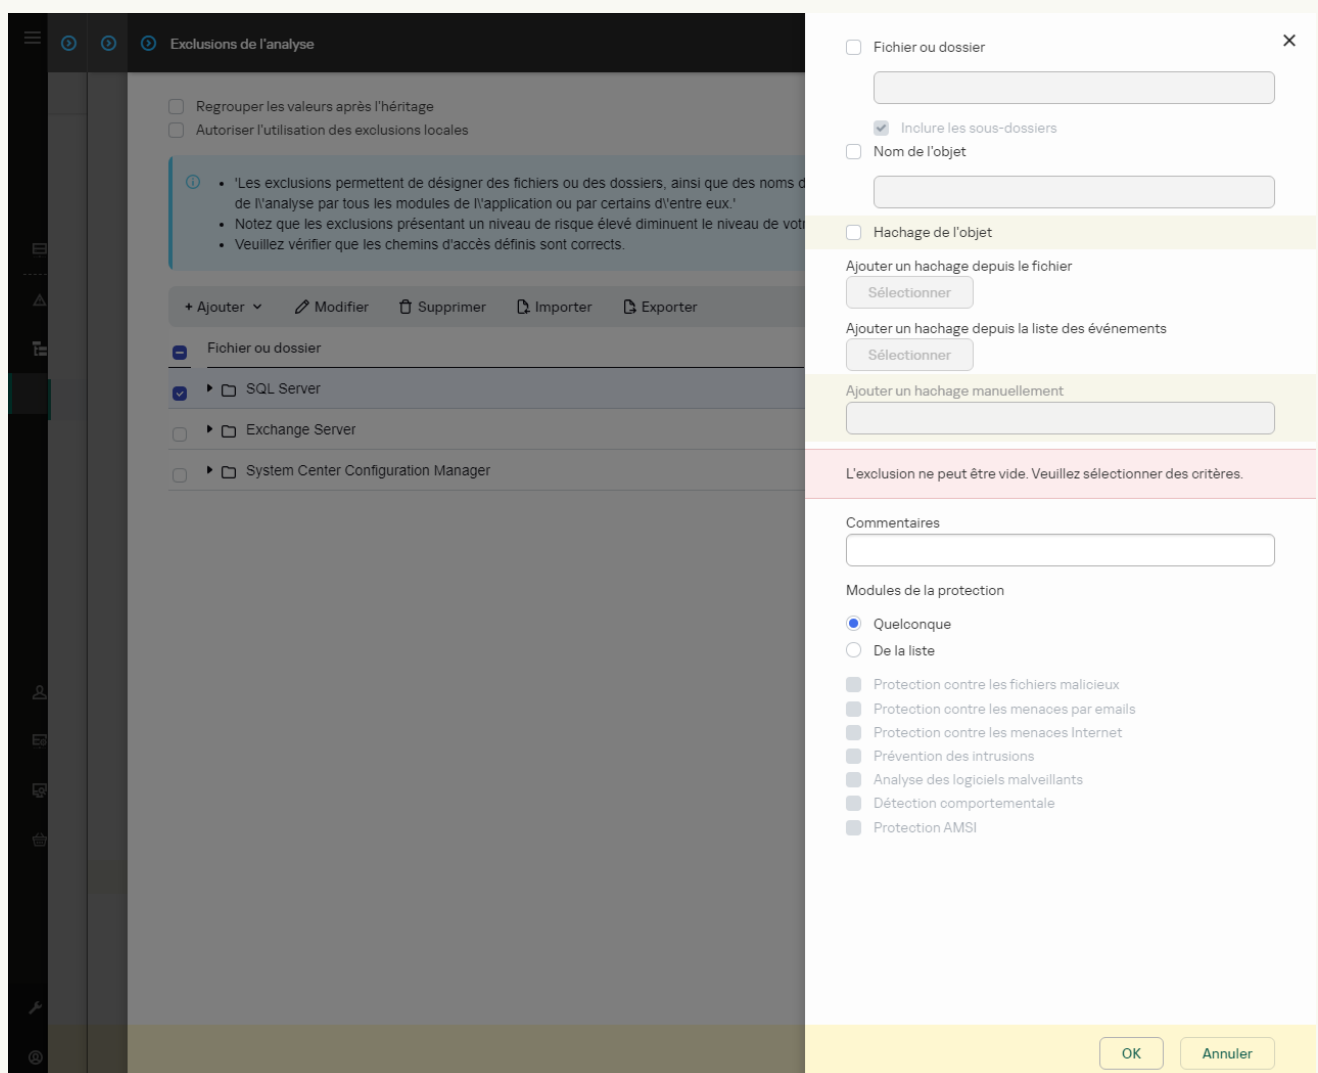 Exclusions de l'analyse
Regrouper les valeurs après l'héritage
Autoriser l'utilisation des exclusions locales
• 'Les exclusions permettent de désigner des fichiers ou des dossiers, ainsi que des noms d
de l\'analyse par tous les modules de l\'application ou par certains d\'entre eux.'
• Notez que les exclusions présentant un niveau de risque élevé diminuent le niveau de votr
• Veuillez vérifier que les chemins d'accès définis sont corrects.
+ Ajouter Modifier Supprimer Importer Exporter
Fichier ou dossier
SQL Server
Exchange Server
System Center Configuration Manager
Fichier ou dossier
Inclure les sous-dossiers
Nom de l'objet
Hachage de l'objet
Ajouter un hachage depuis le fichier
Sélectionner
Ajouter un hachage depuis la liste des événements
Sélectionner
Ajouter un hachage manuellement
L'exclusion ne peut être vide. Veuillez sélectionner des critères.
Commentaires
Modules de la protection
Quelconque
De la liste
Protection contre les fichiers malicieux
Protection contre les menaces par emails
Protection contre les menaces Internet
Prévention des intrusions
Analyse des logiciels malveillants
Détection comportementale
Protection AMSI
OK Annuler